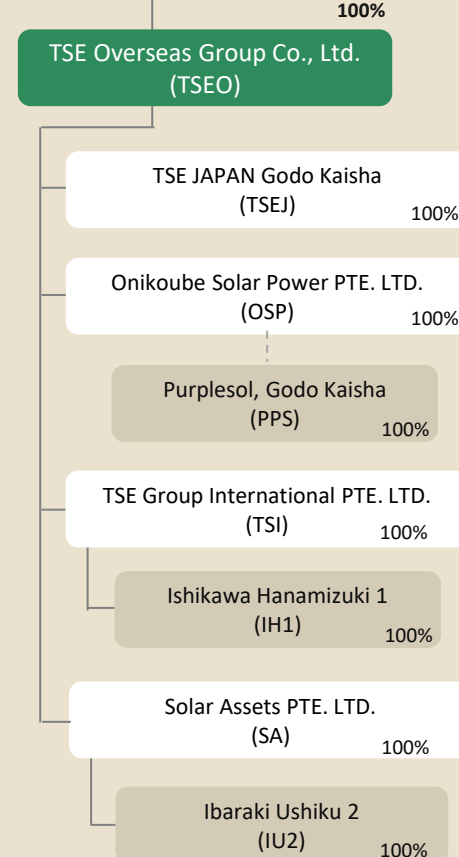 100%
TSE Overseas Group Co., Ltd.
(TSEO)
TSE JAPAN Godo Kaisha
(TSEJ)
100%
Onikoube Solar Power PTE. LTD.
(OSP)
100%
Purplesol, Godo Kaisha
(PPS)
100%
TSE Group International PTE. LTD.
(TSI)
100%
Ishikawa Hanamizuki 1
(IH1)
100%
Solar Assets PTE. LTD.
(SA)
100%
Ibaraki Ushiku 2
(IU2)
100%